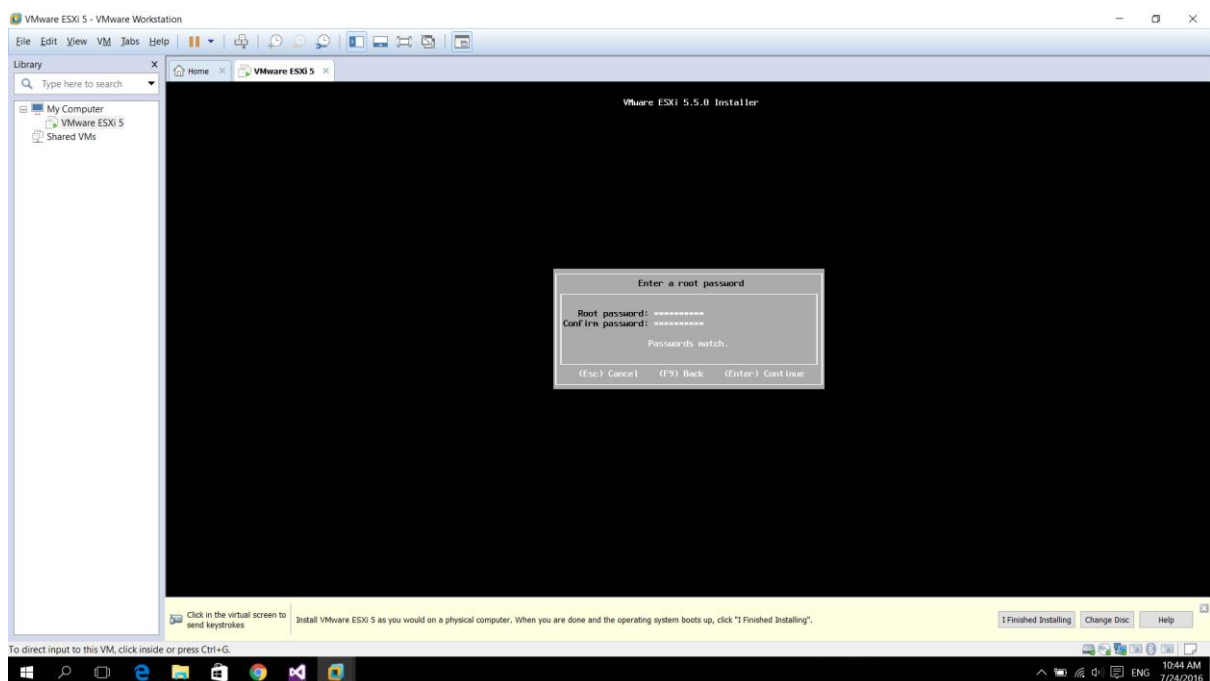 VMware ESXi 5 - VMware Workstation
File Edit View VM Tabs Help
Library
Home
VMware ESXi 5
Type here to search
My Computer
VMware ESXi 5
Shared VMs
VMware ESXi 5.5.0 Installer
Enter a root password
Root password: **********
Confirm password: **********
Passwords match.
(Esc) Cancel (F9) Back (Enter) Continue
Click in the virtual screen to
send keystrokes
Install VMware ESXi 5 as you would on a physical computer. When you are done and the operating system boots up, click "I Finished Installing".
I Finished Installing
Change Disc
Help
To direct input to this VM, click inside or press Ctrl+G.
ENG
10:44 AM
7/24/2016